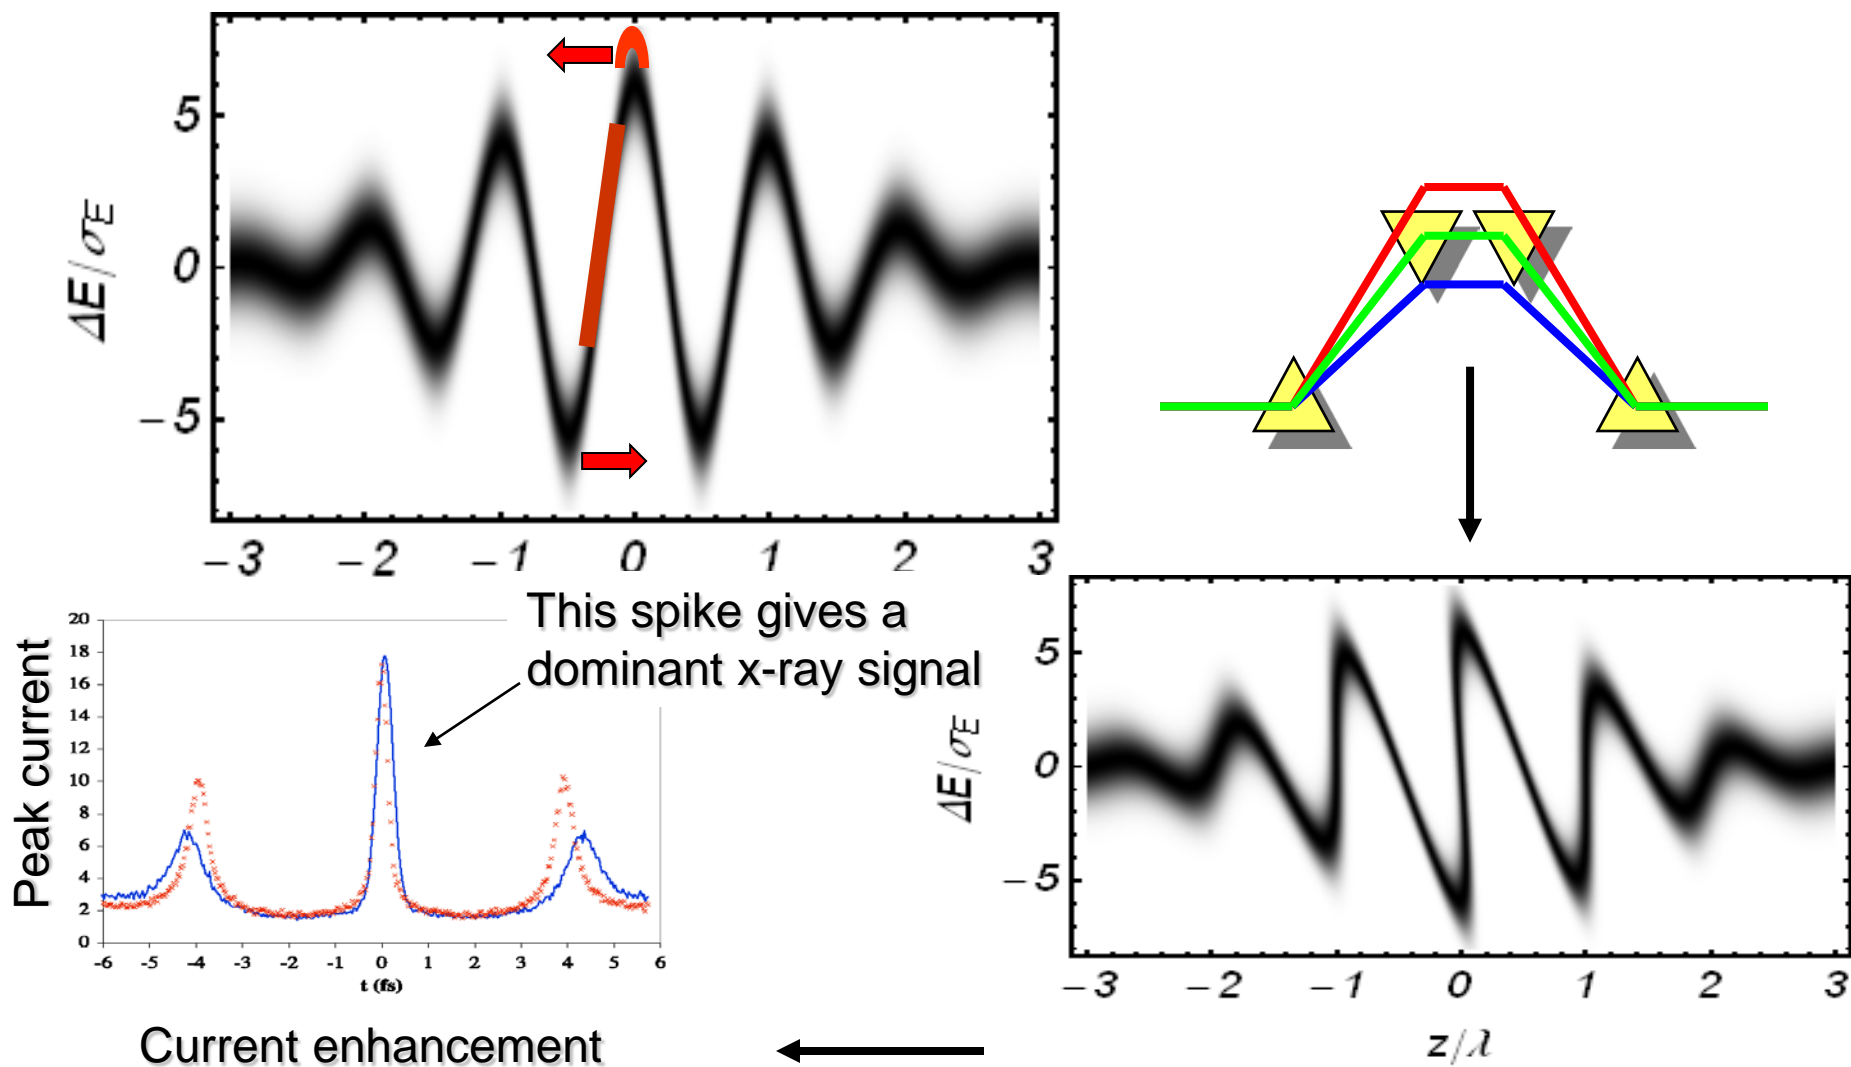 5
0
−5
ΔE/σE
−3 −2 −1 0 1 2 3
This spike gives a
dominant x-ray signal
Peak current
20
18
16
14
12
10
8
6
4
2
0
-6 -5 -4 -3 -2 -1 0 1 2 3 4 5 6
t (fs)
5
0
−5
ΔE/σE
−3 −2 −1 0 1 2 3
z/λ
Current enhancement